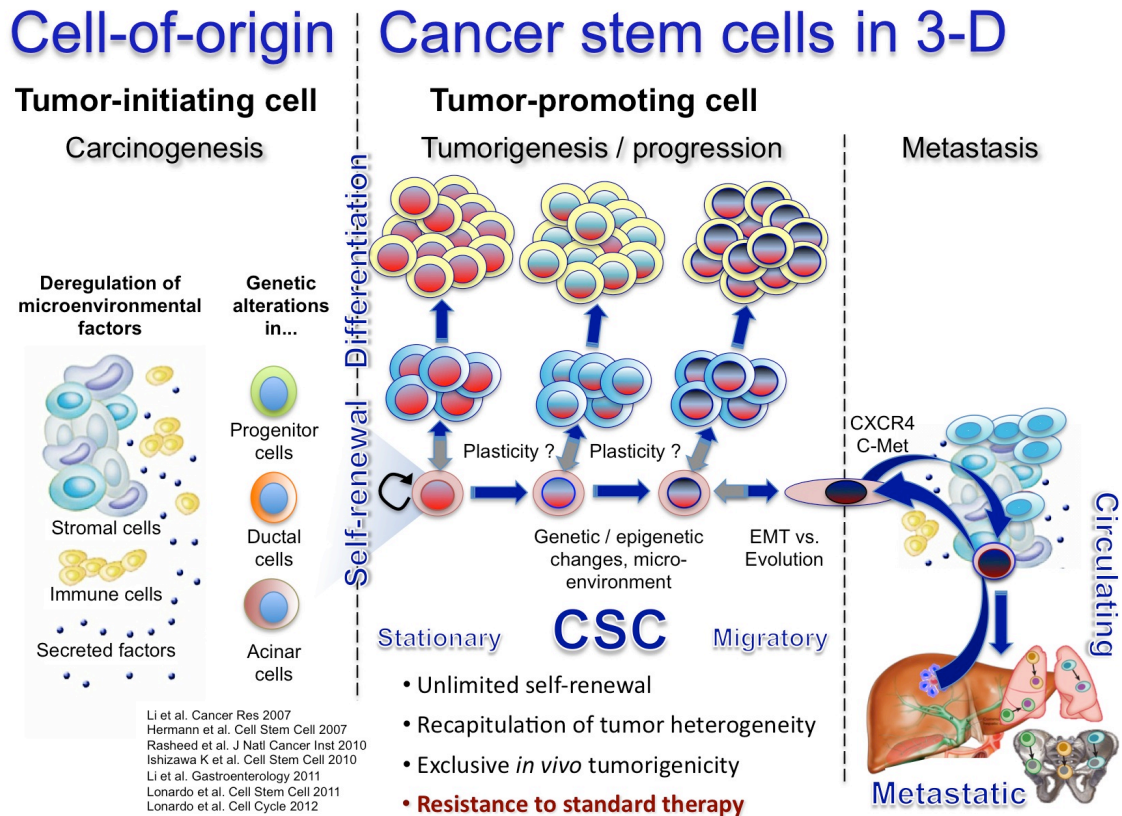 Cell-of-origin
Cancer stem cells in 3-D
Tumor-initiating cell
Tumor-promoting cell
Carcinogenesis
Tumorigenesis / progression
Metastasis
Deregulation of
microenvironmental
factors
Genetic
alterations
in...
Stromal cells
Immune cells
Secreted factors
Progenitor
cells
Ductal
cells
Acinar
cells
Self-renewal
Differentiation
Plasticity ?
Plasticity ?
Genetic / epigenetic
changes, micro-
environment
EMT vs.
Evolution
CXCR4
C-Met
Circulating
Stationary
CSC
Migratory
Metastatic
• Unlimited self-renewal
• Recapitulation of tumor heterogeneity
• Exclusive in vivo tumorigenicity
• Resistance to standard therapy
Li et al. Cancer Res 2007
Hermann et al. Cell Stem Cell 2007
Rasheed et al. J Natl Cancer Inst 2010
Ishizawa K et al. Cell Stem Cell 2010
Li et al. Gastroenterology 2011
Lonardo et al. Cell Stem Cell 2011
Lonardo et al. Cell Cycle 2012